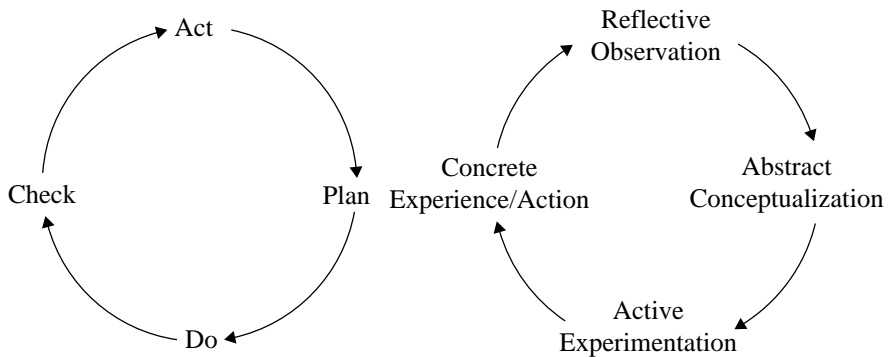 Act
Plan
Do
Check
Reflective
Observation
Abstract
Conceptualization
Active
Experimentation
Concrete
Experience/Action